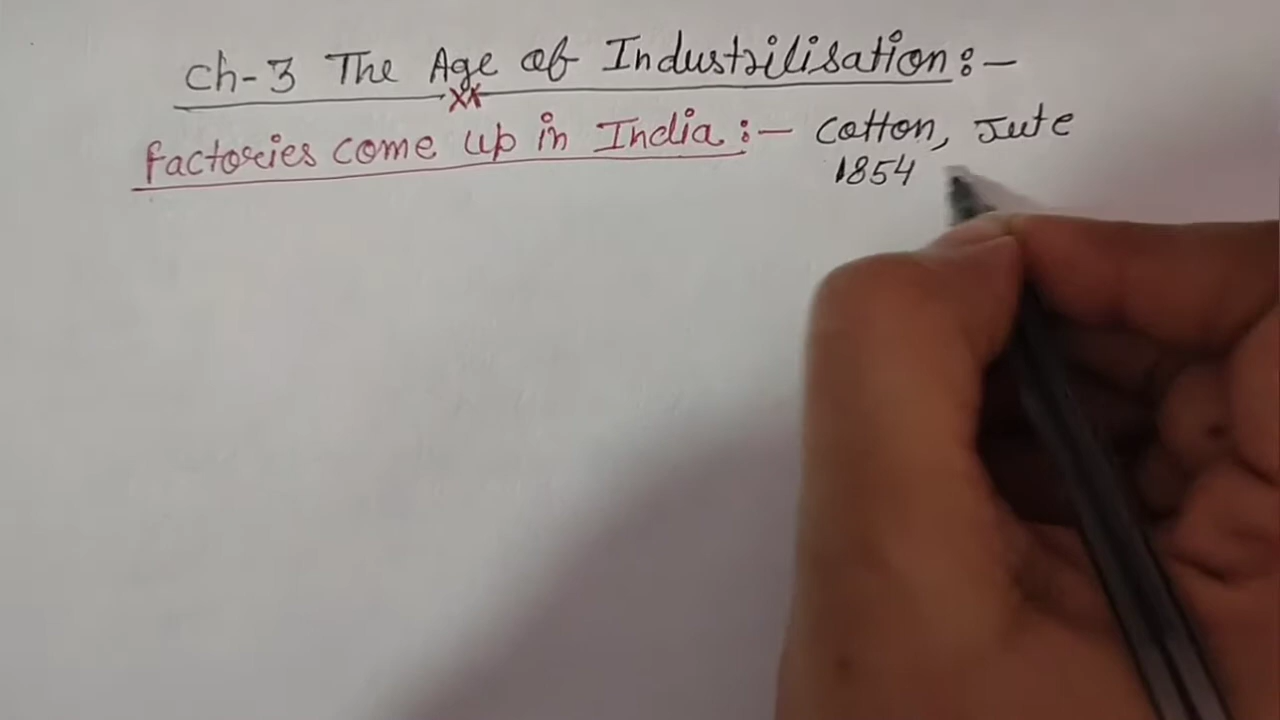 Ch-3 The Age of Industrilisation:-
factories come up in India:- Cotton, Jute
1854